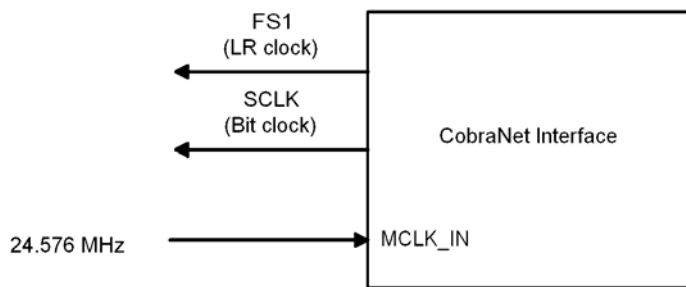 FS1
(LR clock)
SCLK
(Bit clock)
CobraNet Interface
24.576 MHz
MCLK_IN